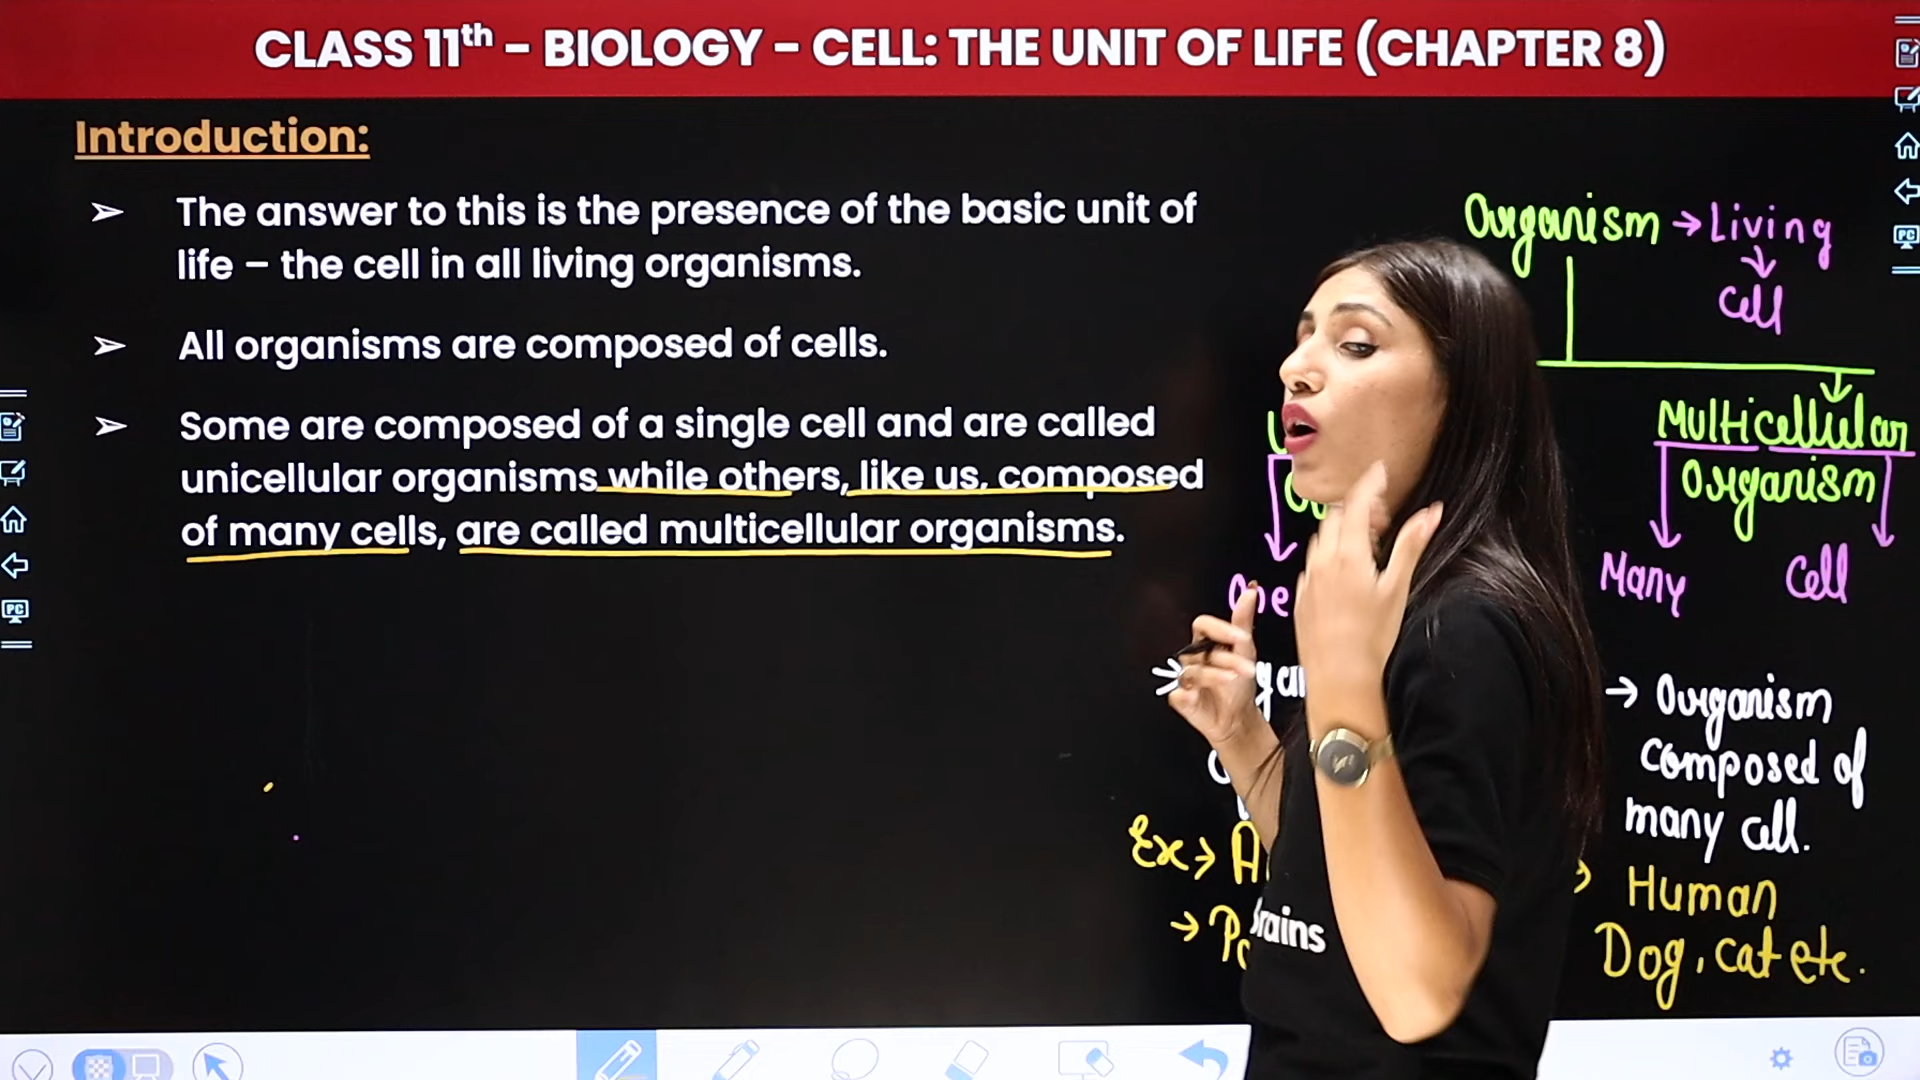 CLASS 11th - BIOLOGY - CELL: THE UNIT OF LIFE (CHAPTER 8)
Introduction:
➢ The answer to this is the presence of the basic unit of
life – the cell in all living organisms.
➢ All organisms are composed of cells.
➢ Some are composed of a single cell and are called
unicellular organisms while others, like us, composed
of many cells, are called multicellular organisms.
Organism → Living
Cell
Multicellular
Organism
Many Cell
One
→ Organism
composed of
many cell.
Ex →
Human
Dog, cat etc.
PC
PC